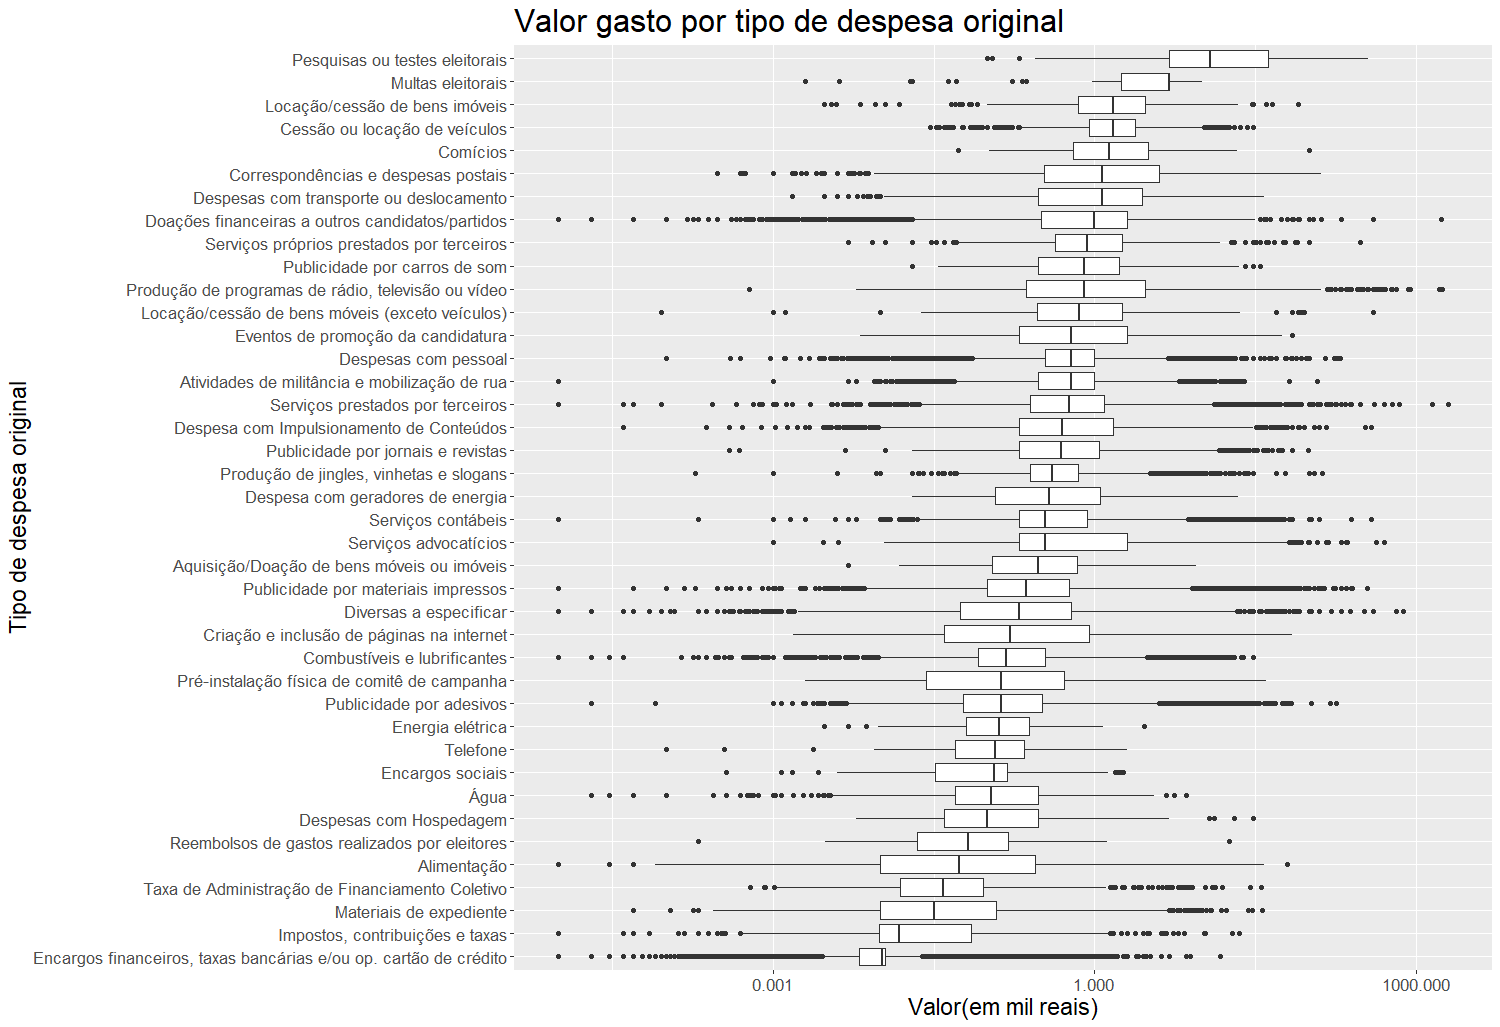 Valor gasto por tipo de despesa original
Tipo de despesa original
Pesquisas ou testes eleitorais
Multas eleitorais
Locação/cessão de bens imóveis
Cessão ou locação de veículos
Comícios
Correspondências e despesas postais
Despesas com transporte ou deslocamento
Doações financeiras a outros candidatos/partidos
Serviços próprios prestados por terceiros
Publicidade por carros de som
Produção de programas de rádio, televisão ou vídeo
Locação/cessão de bens móveis (exceto veículos)
Eventos de promoção da candidatura
Despesas com pessoal
Atividades de militância e mobilização de rua
Serviços prestados por terceiros
Despesa com Impulsionamento de Conteúdos
Publicidade por jornais e revistas
Produção de jingles, vinhetas e slogans
Despesa com geradores de energia
Serviços contábeis
Serviços advocatícios
Aquisição/Doação de bens móveis ou imóveis
Publicidade por materiais impressos
Diversas a especificar
Criação e inclusão de páginas na internet
Combustíveis e lubrificantes
Pré-instalação física de comitê de campanha
Publicidade por adesivos
Energia elétrica
Telefone
Encargos sociais
Água
Despesas com Hospedagem
Reembolsos de gastos realizados por eleitores
Alimentação
Taxa de Administração de Financiamento Coletivo
Materiais de expediente
Impostos, contribuições e taxas
Encargos financeiros, taxas bancárias e/ou op. cartão de crédito
0.001 1.000 1000.000
Valor(em mil reais)